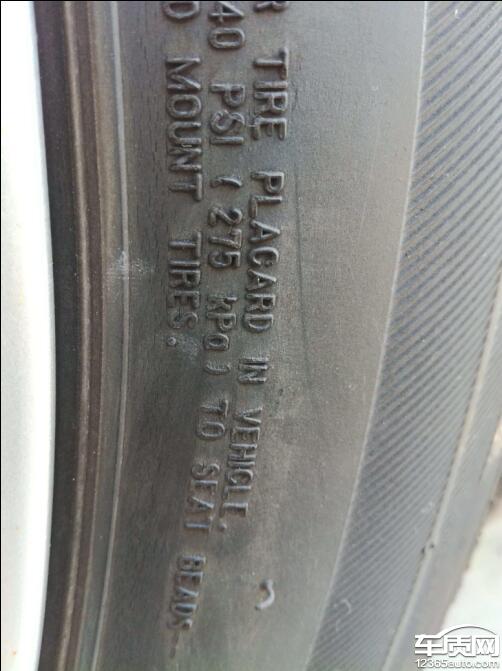 R TIRE PLACARD IN VEHICLE,
40 PSI (275 KPa) TO SEAT BEADS
O MOUNT TIRES.
车质网
12365auto.com